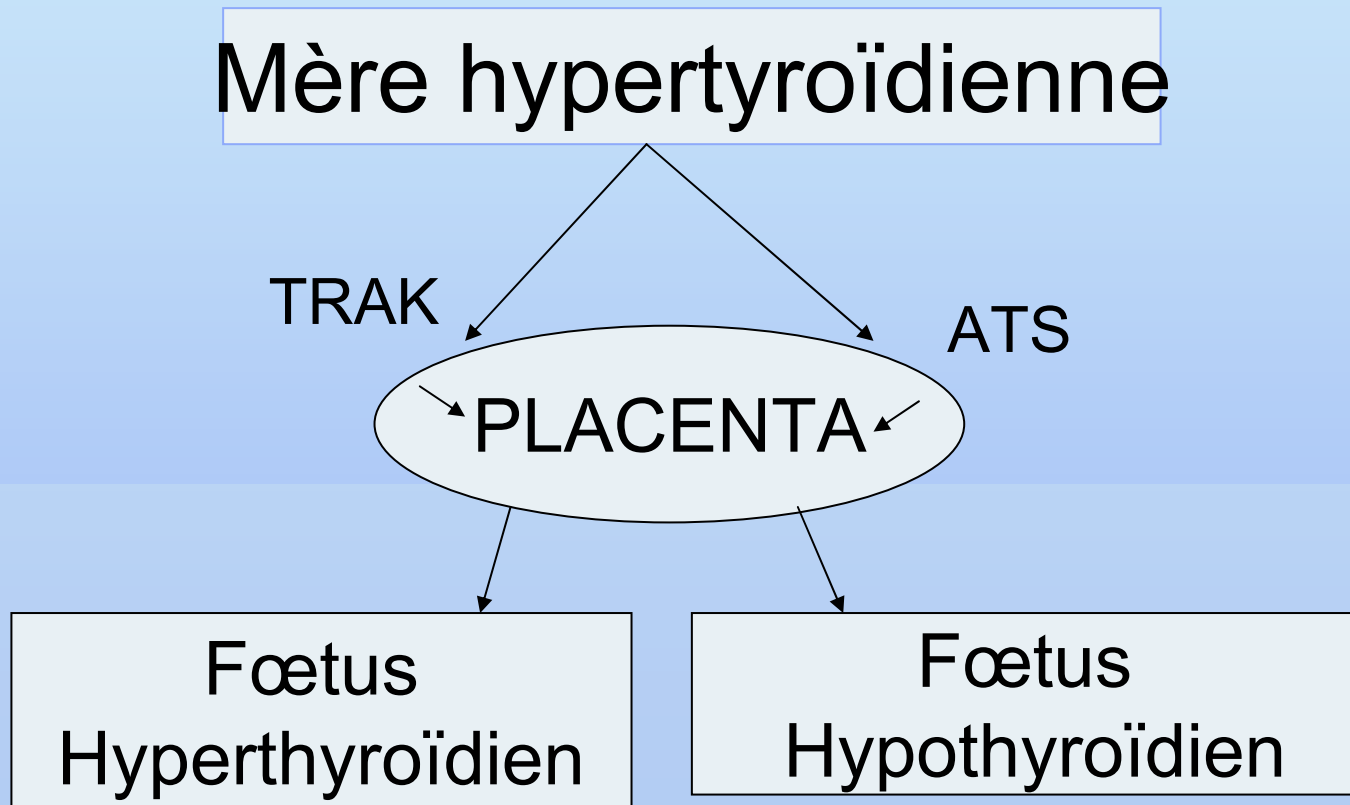 Mère hypertyroïdienne
TRAK
ATS
PLACENTA
Fœtus
Hyperthyroïdien
Fœtus
Hypothyroïdien